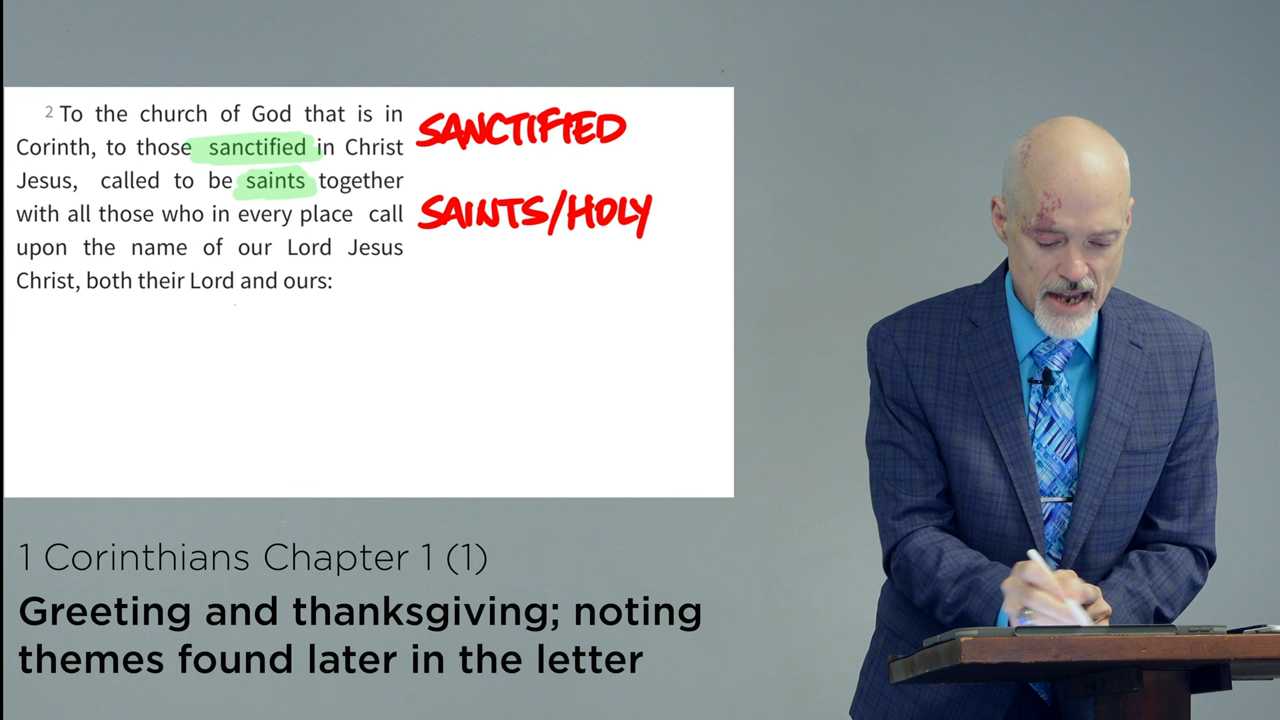 2 To the church of God that is in
Corinth, to those sanctified in Christ
Jesus, called to be saints together
with all those who in every place call
upon the name of our Lord Jesus
Christ, both their Lord and ours:
SANCTIFIED
SAINTS/HOLY
1 Corinthians Chapter 1 (1)
Greeting and thanksgiving; noting
themes found later in the letter